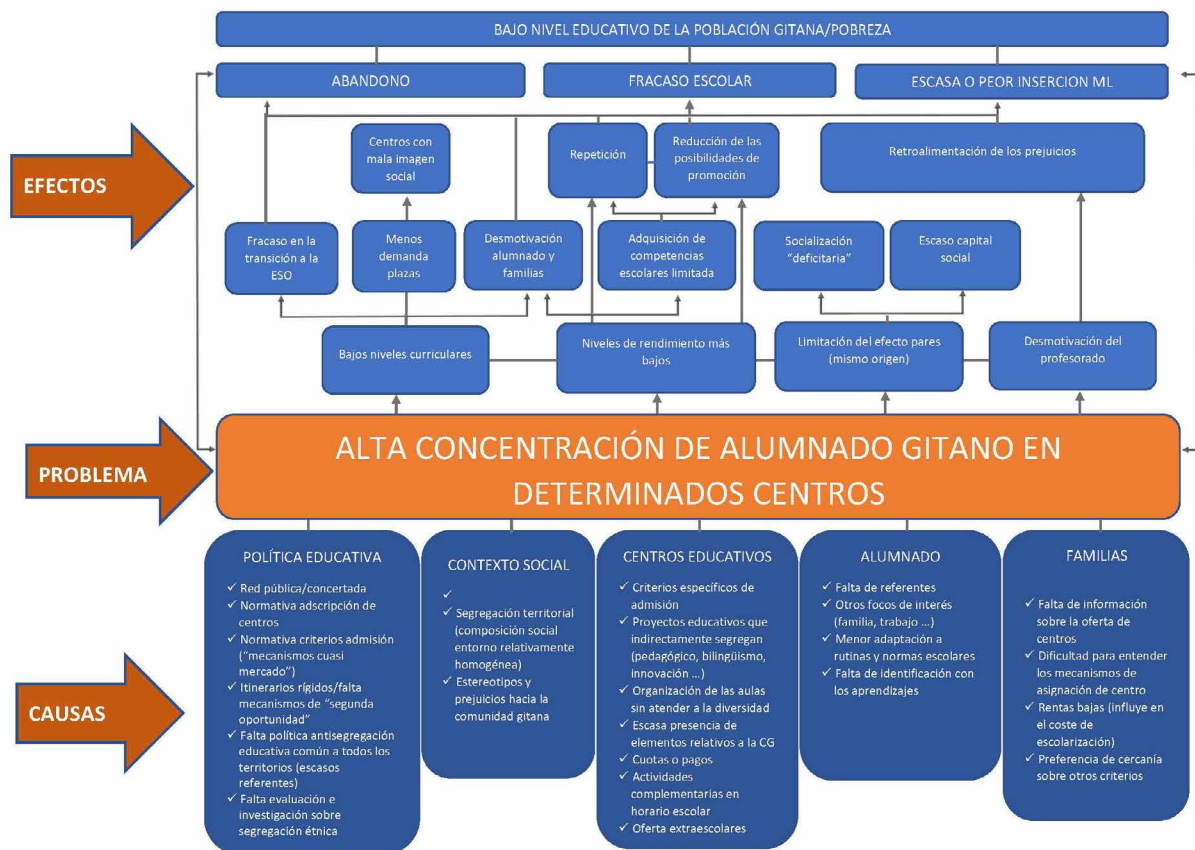 BAJO NIVEL EDUCATIVO DE LA POBLACIÓN GITANA/POBREZA
ABANDONO
FRACASO ESCOLAR
ESCASA O PEOR INSERCION ML
EFECTOS
Centros con
mala imagen
social
Repetición
Reducción de las
posibilidades de
promoción
Retroalimentación de los prejuicios
Fracaso en la
transición a la
ESO
Menos
demanda
plazas
Desmotivación
alumnado y
familias
Adquisición de
competencias
escolares limitada
Socialización
"deficitaria"
Escaso capital
social
Bajos niveles curriculares
Niveles de rendimiento más
bajos
Limitación del efecto pares
(mismo origen)
Desmotivación del
profesorado
PROBLEMA
ALTA CONCENTRACIÓN DE ALUMNADO GITANO EN
DETERMINADOS CENTROS
CAUSAS
POLÍTICA EDUCATIVA
✓ Red pública/concertada
✓ Normativa adscripción de
centros
✓ Normativa criterios admisión
("mecanismos cuasi
mercado")
✓ Itinerarios rígidos/falta
mecanismos de "segunda
oportunidad"
✓ Falta política antisegregación
educativa común a todos los
territorios (escasos
referentes)
✓ Falta evaluación e
investigación sobre
segregación étnica
CONTEXTO SOCIAL
✓
✓ Segregación territorial
(composición social
entorno relativamente
homogénea)
✓ Estereotipos y
prejuicios hacia la
comunidad gitana
CENTROS EDUCATIVOS
✓ Criterios específicos de
admisión
✓ Proyectos educativos que
indirectamente segregan
(pedagógico, bilingüismo,
innovación ...)
✓ Organización de las aulas
sin atender a la diversidad
✓ Escasa presencia de
elementos relativos a la CG
✓ Cuotas o pagos
✓ Actividades
complementarias en
horario escolar
✓ Oferta extraescolares
ALUMNADO
✓ Falta de referentes
✓ Otros focos de interés
(familia, trabajo ...)
✓ Menor adaptación a
rutinas y normas escolares
✓ Falta de identificación con
los aprendizajes
FAMILIAS
✓ Falta de información
sobre la oferta de
centros
✓ Dificultad para entender
los mecanismos de
asignación de centro
✓ Rentas bajas (influye en
el coste de
escolarización)
✓ Preferencia de cercanía
sobre otros criterios